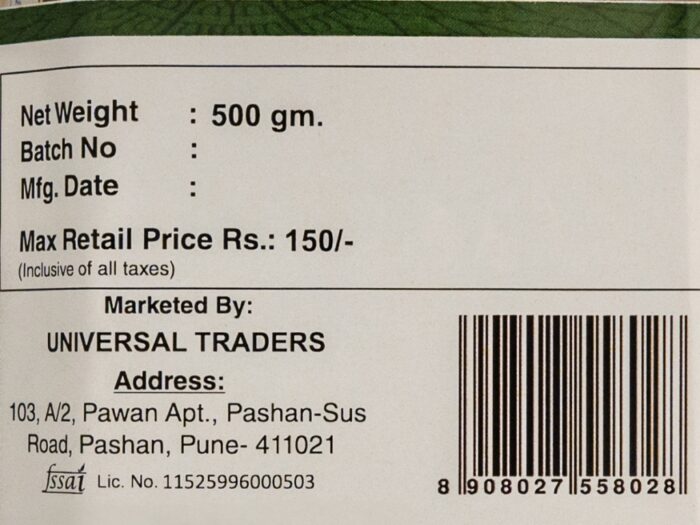 Net Weight : 500 gm.
Batch No :
Mfg. Date :
Max Retail Price Rs.: 150/-
(Inclusive of all taxes)
Marketed By:
UNIVERSAL TRADERS
Address:
103, A/2, Pawan Apt., Pashan-Sus
Road, Pashan, Pune- 411021
fssai Lic. No. 11525996000503
8 908027 558028